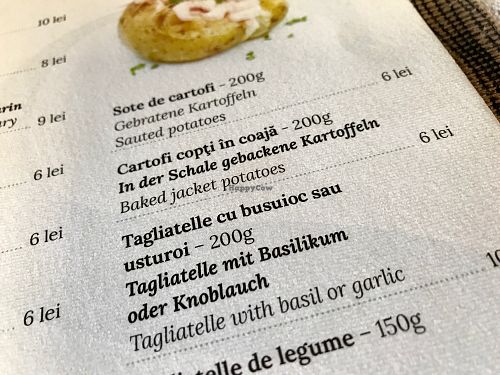 10 lei
8 lei
9 lei
6 lei
6 lei
6 lei
Sote de cartofi – 200g
Gebratene Kartoffeln
Sauted potatoes
6 lei
Cartofi copţi în coajă – 200g
In der Schale gebackene Kartoffeln
Baked jacket potatoes
6 lei
Tagliatelle cu busuioc sau
usturoi – 200g
Tagliatelle mit Basilikum
oder Knoblauch
Tagliatelle with basil or garlic
de legume – 150g
HappyCow